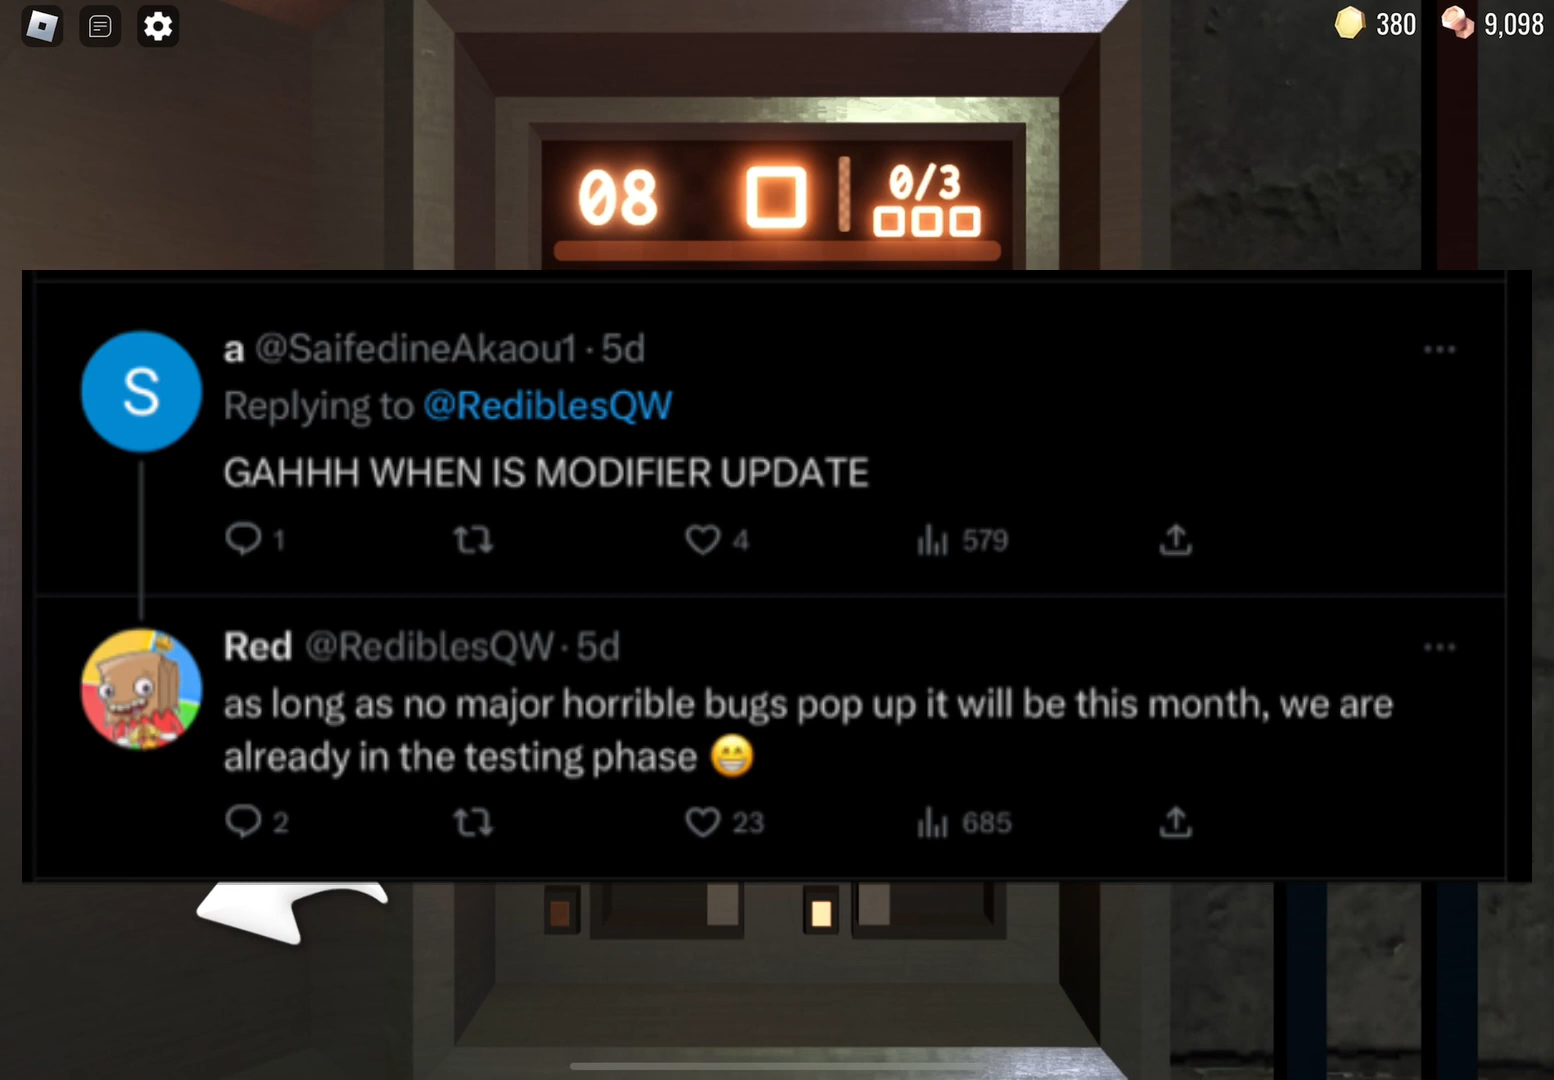 380
9,098
08
0/3
a @SaifedineAkaou1 · 5d
Replying to @RediblesQW
GAHHH WHEN IS MODIFIER UPDATE
1
4
579
S
Red @RediblesQW · 5d
as long as no major horrible bugs pop up it will be this month, we are
already in the testing phase 😁
2
23
685